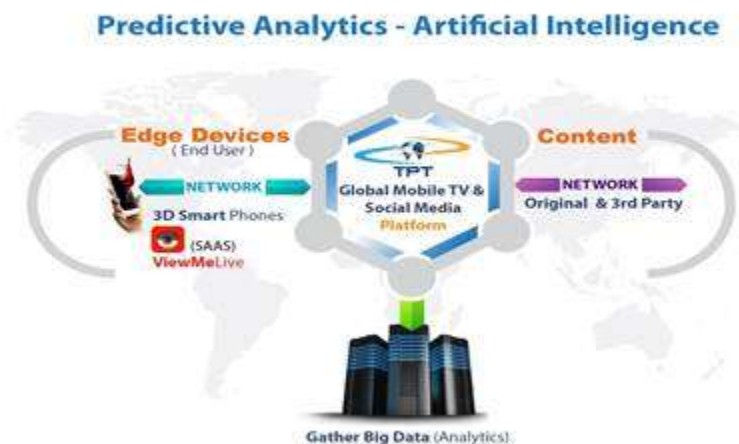 Predictive Analytics - Artificial Intelligence
Edge Devices
( End User )
NETWORK
3D Smart Phones
(SAAS)
ViewMeLive
TPT
Global Mobile TV &
Social Media
Platform
Content
NETWORK
Original & 3rd Party
Gather Big Data (Analytics)